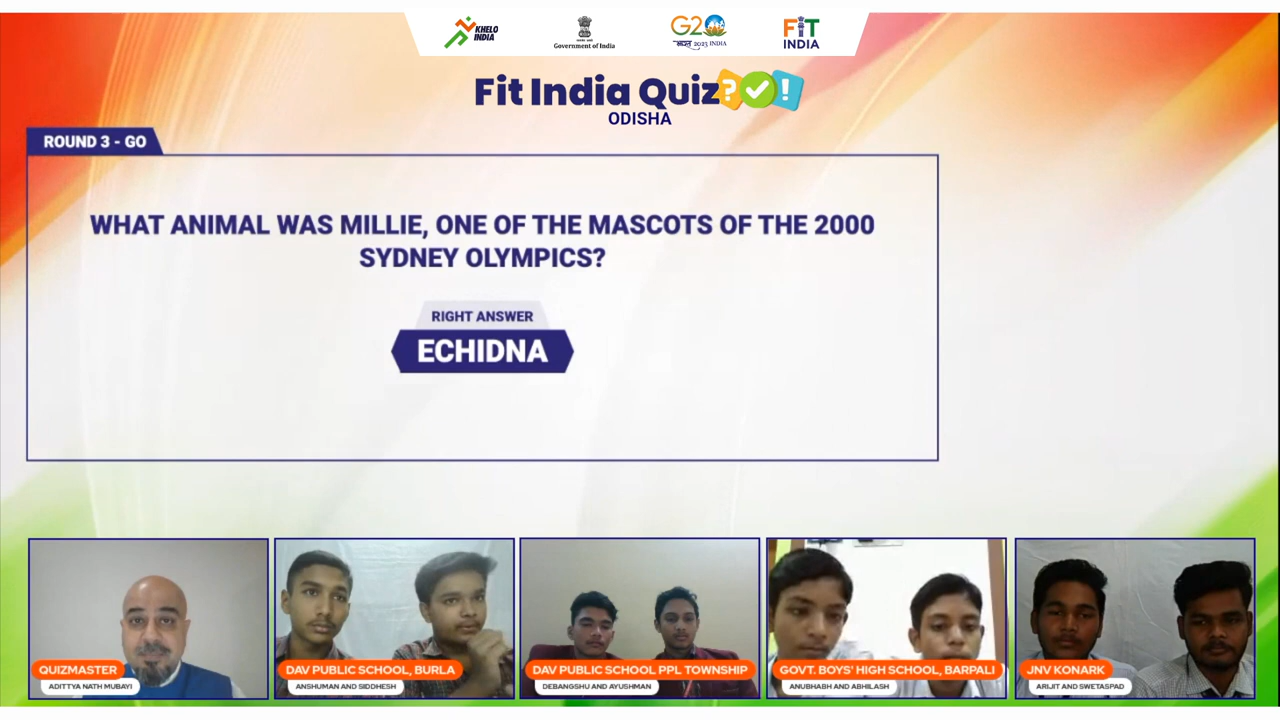 KHELO
INDIA
Government of India
G20
भारत 2023 INDIA
FIT
INDIA
Fit India Quiz?!
ODISHA
ROUND 3 - GO
WHAT ANIMAL WAS MILLIE, ONE OF THE MASCOTS OF THE 2000
SYDNEY OLYMPICS?
RIGHT ANSWER
ECHIDNA
QUIZMASTER
ADITTYA NATH MUBAYI
DAV PUBLIC SCHOOL, BURLA
ANSHUMAN AND SIDDHESH
DAV PUBLIC SCHOOL PPL TOWNSHIP
DEBANGSHU AND AYUSHMAN
GOVT. BOYS' HIGH SCHOOL, BARPALI
ANUBHABH AND ABHILASH
JNV KONARK
ARIJIT AND SWETASPAD